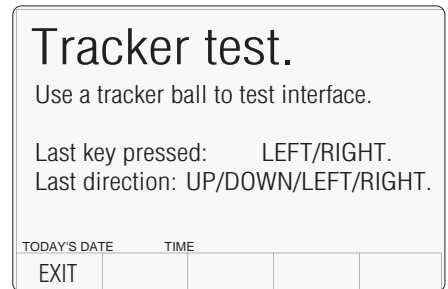 Tracker test.
Use a tracker ball to test interface.
Last key pressed: LEFT/RIGHT.
Last direction: UP/DOWN/LEFT/RIGHT.
TODAY'S DATE TIME
EXIT